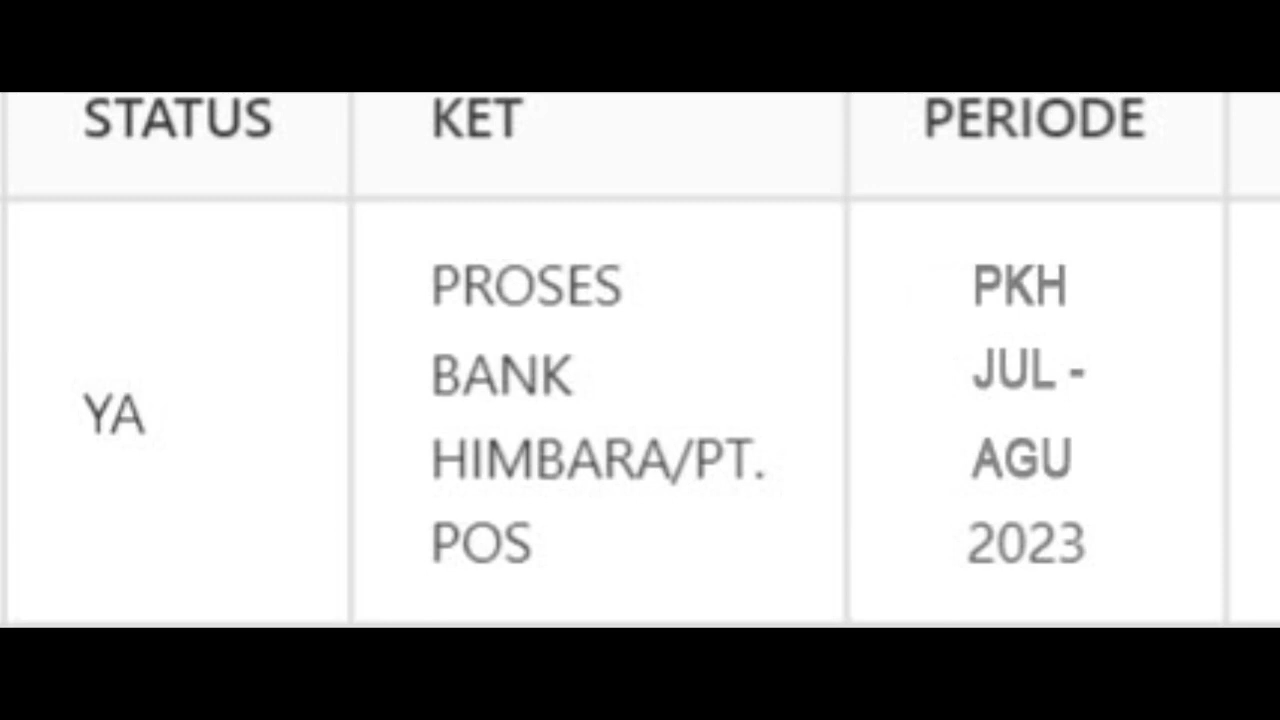 STATUS KET PERIODE
YA
PROSES
BANK
HIMBARA/PT.
POS
PKH
JUL -
AGU
2023